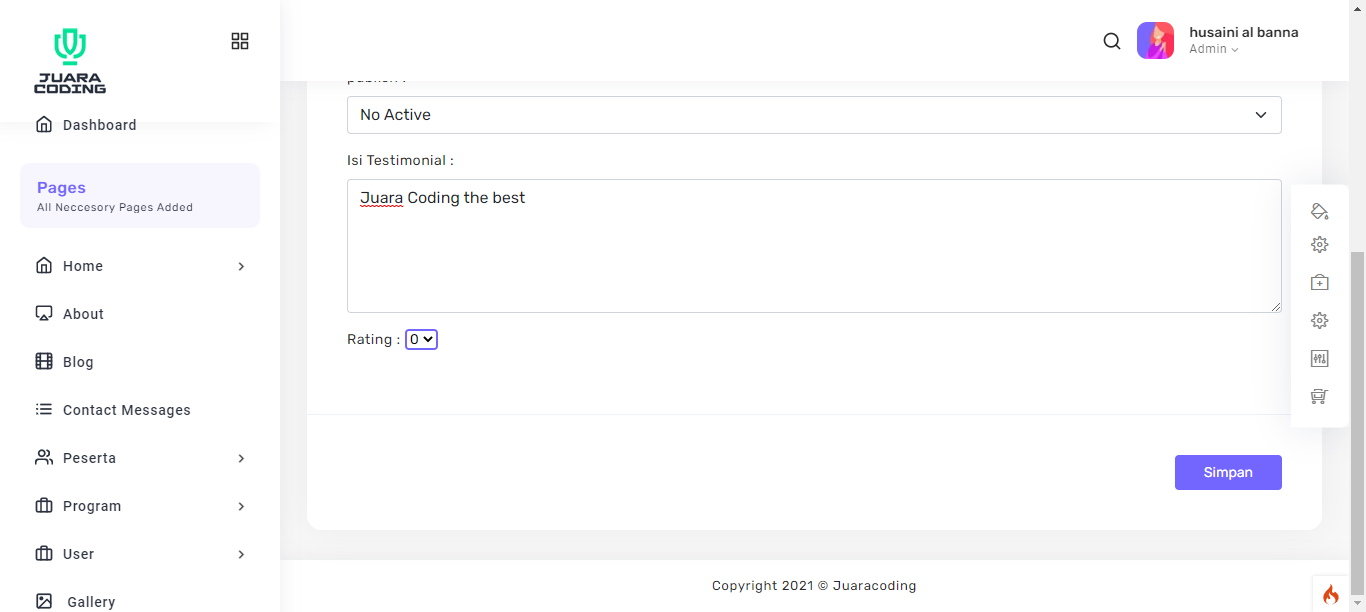 JUARA
CODING
husaini al banna
Admin
Dashboard
Pages
All Neccesory Pages Added
Home
About
Blog
Contact Messages
Peserta
Program
User
Gallery
No Active
Isi Testimonial :
Juara Coding the best
Rating : 0
Simpan
Copyright 2021 © Juaracoding